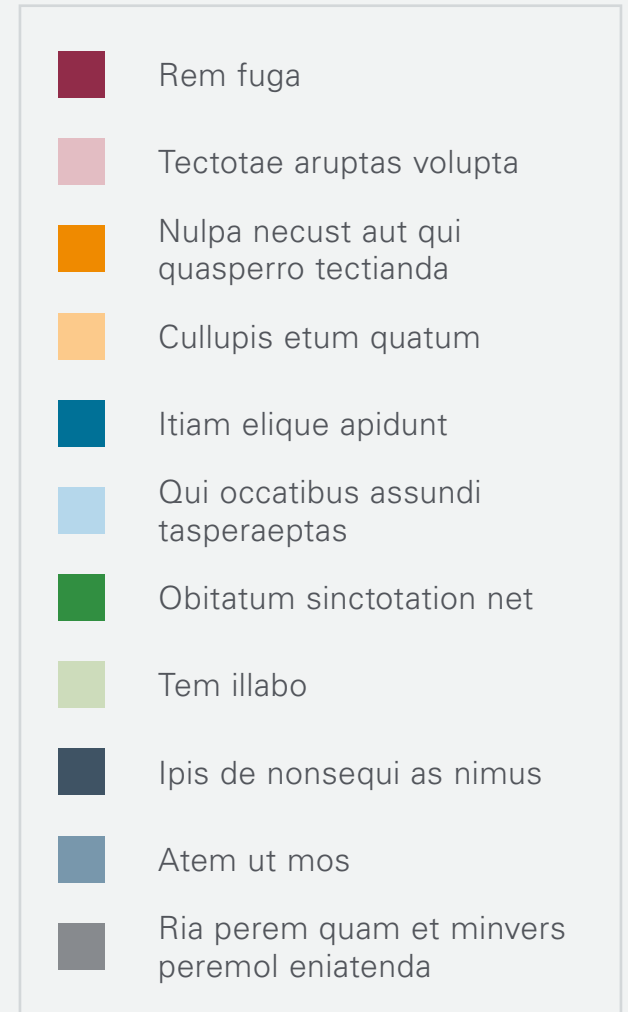 Rem fuga
Tectotae aruptas volupta
Nulpa necust aut qui
quasperro tectianda
Cullupis etum quatum
Itiam elique apidunt
Qui occatibus assundi
tasperaeptas
Obitatum sinctotation net
Tem illabo
Ipis de nonsequi as nimus
Atem ut mos
Ria perem quam et minvers
peremol eniatenda